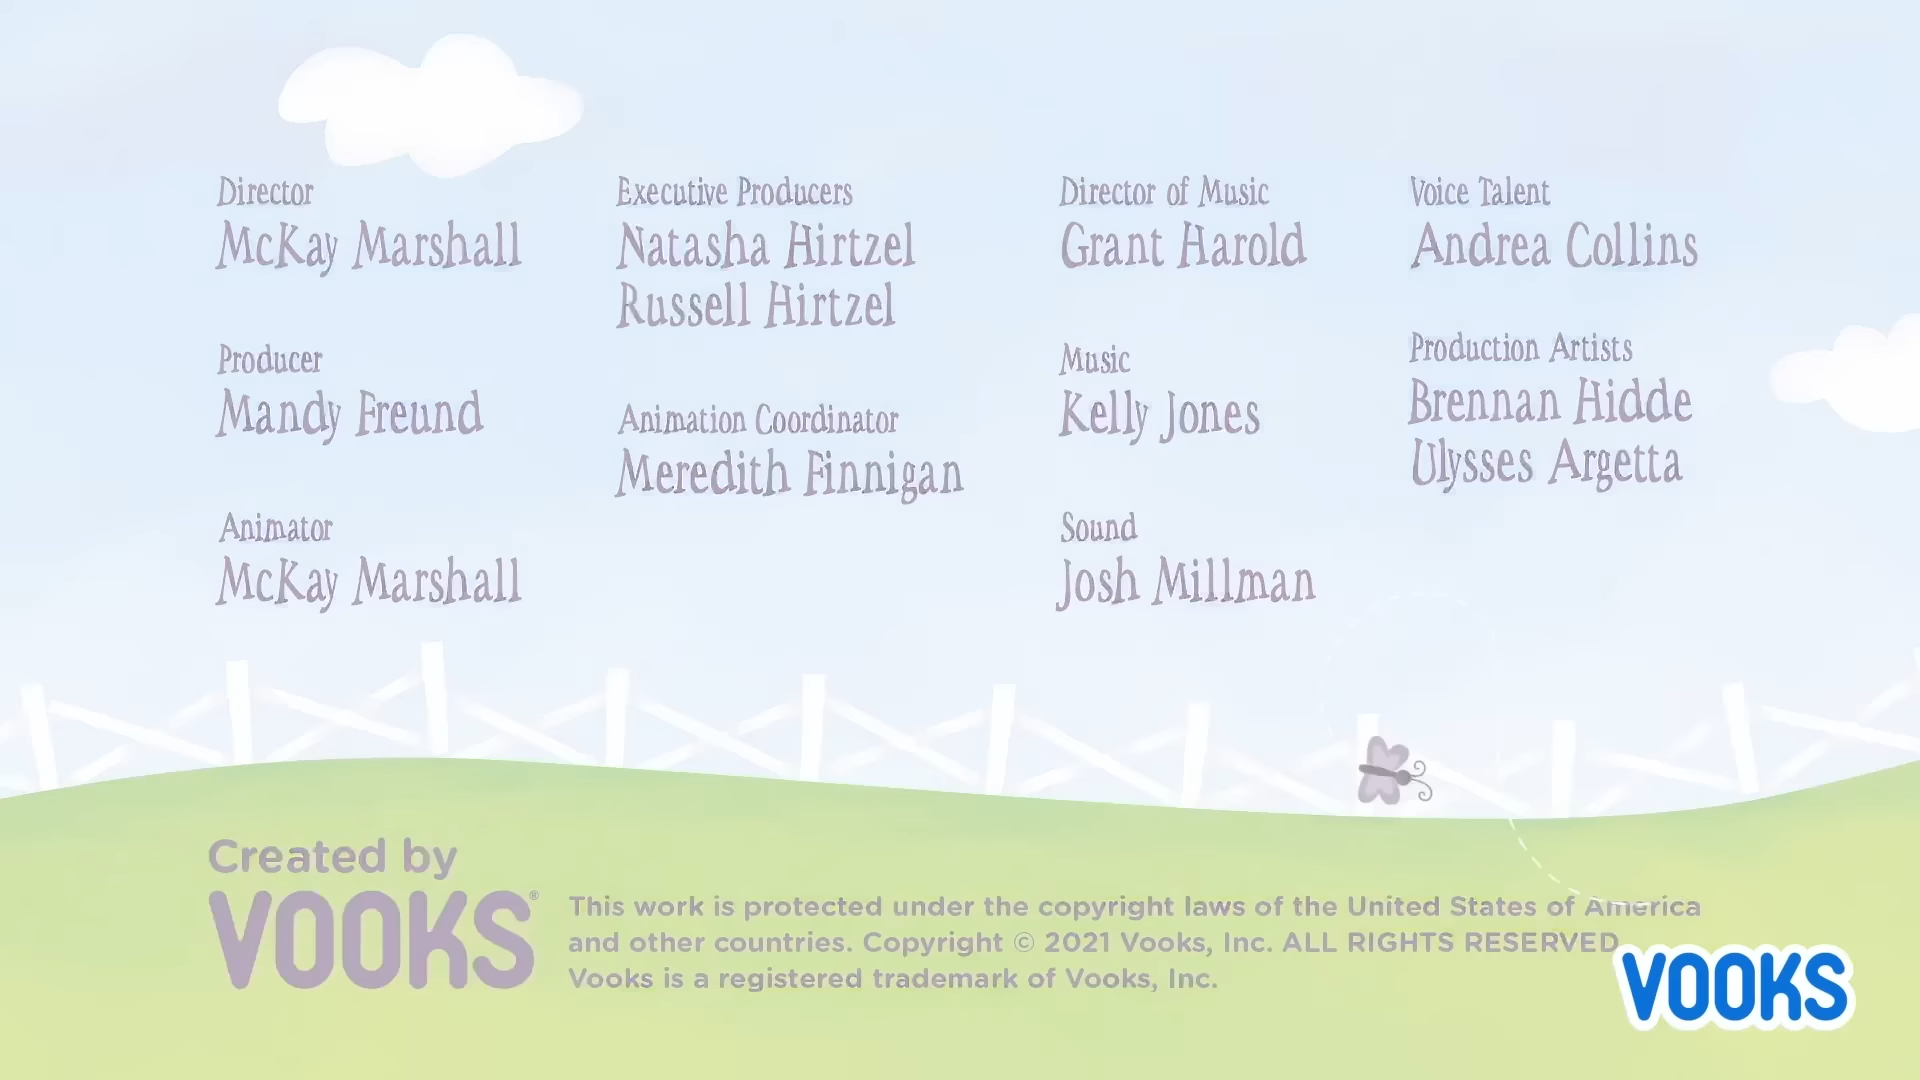 Director
McKay Marshall
Producer
Mandy Freund
Animator
McKay Marshall
Executive Producers
Natasha Hirtzel
Russell Hirtzel
Animation Coordinator
Meredith Finnigan
Director of Music
Grant Harold
Music
Kelly Jones
Sound
Josh Millman
Voice Talent
Andrea Collins
Production Artists
Brennan Hidde
Ulysses Argetta
Created by
VOOKS®
This work is protected under the copyright laws of the United States of America
and other countries. Copyright © 2021 Vooks, Inc. ALL RIGHTS RESERVED
Vooks is a registered trademark of Vooks, Inc.
VOOKS